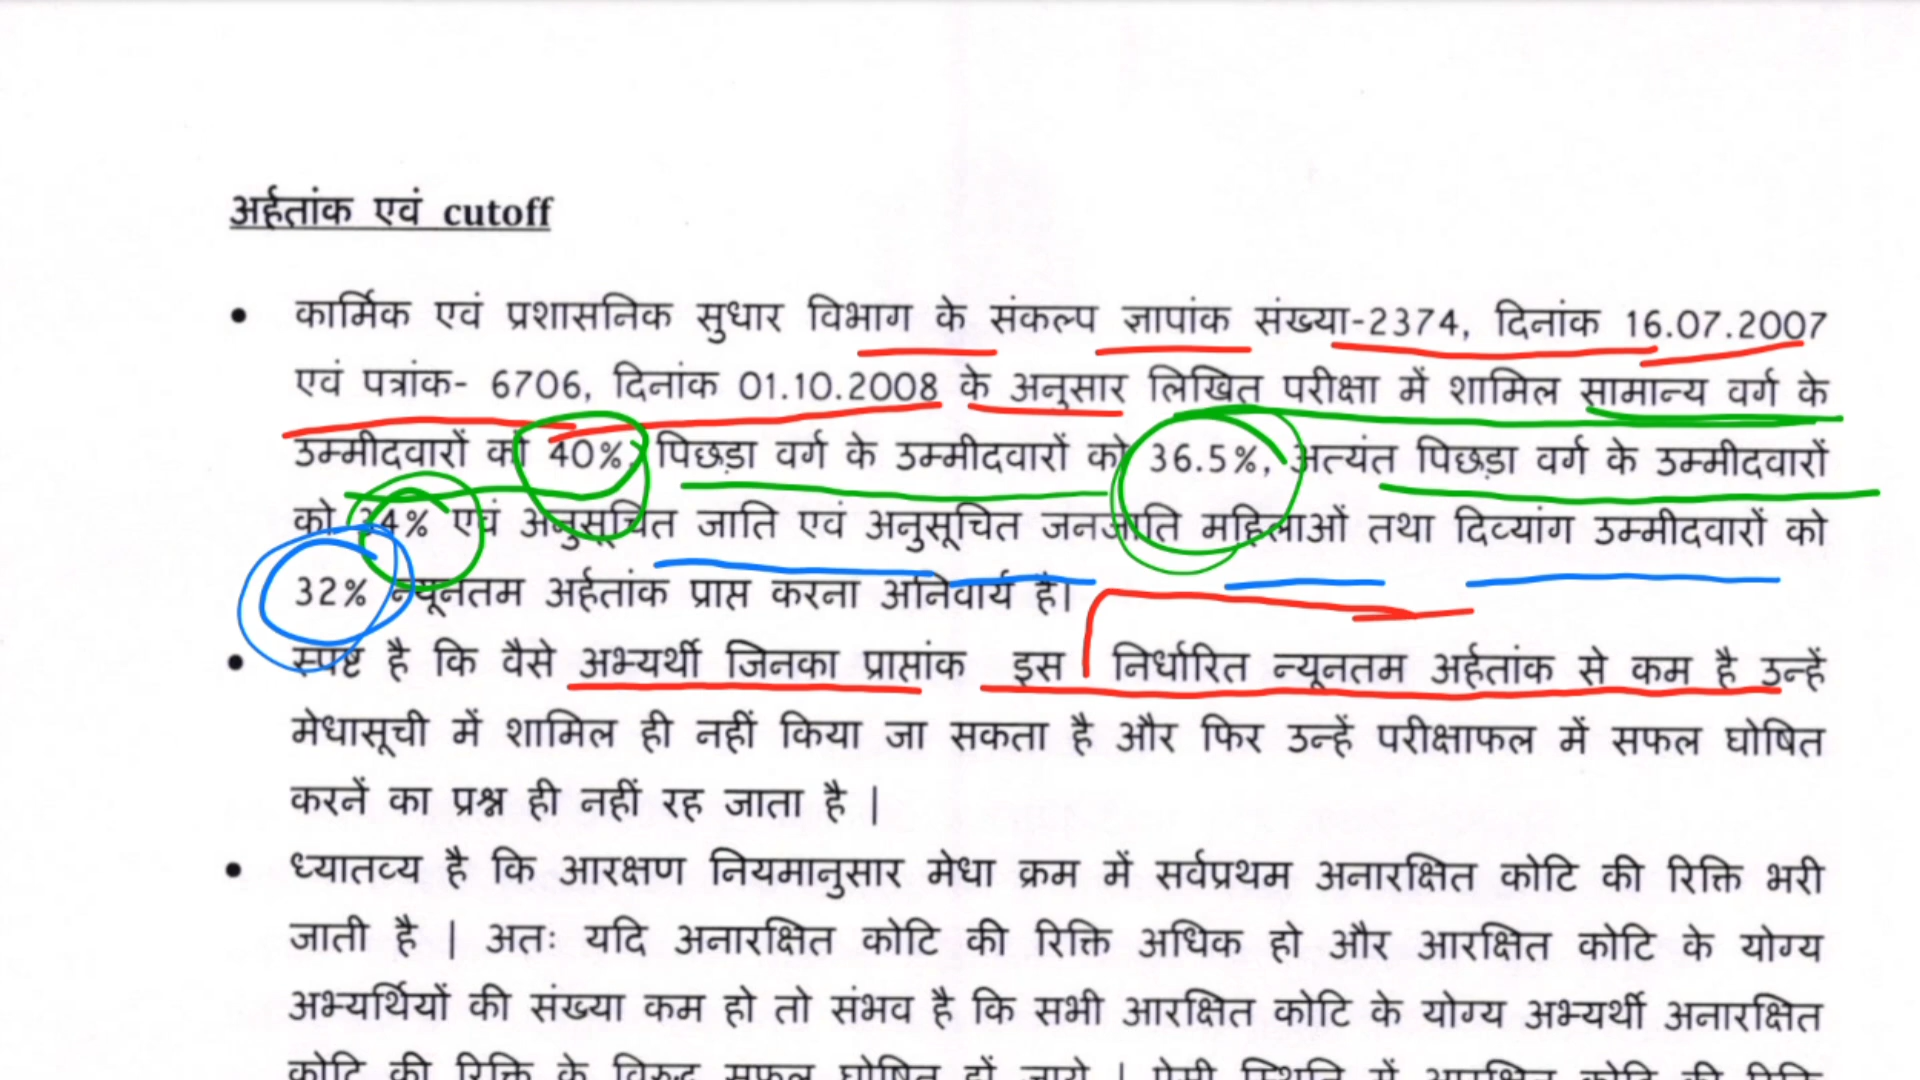 अर्हतांक एवं cutoff
• कार्मिक एवं प्रशासनिक सुधार विभाग के संकल्प ज्ञापांक संख्या-2374, दिनांक 16.07.2007
एवं पत्रांक- 6706, दिनांक 01.10.2008 के अनुसार लिखित परीक्षा में शामिल सामान्य वर्ग के
उम्मीदवारों को 40%, पिछड़ा वर्ग के उम्मीदवारों को 36.5%, अत्यंत पिछड़ा वर्ग के उम्मीदवारों
को 34% एवं अनुसूचित जाति एवं अनुसूचित जनजाति महिलाओं तथा दिव्यांग उम्मीदवारों को
32% न्यूनतम अर्हतांक प्राप्त करना अनिवार्य है।
• स्पष्ट है कि वैसे अभ्यर्थी जिनका प्राप्तांक इस निर्धारित न्यूनतम अर्हतांक से कम है उन्हें
मेधासूची में शामिल ही नहीं किया जा सकता है और फिर उन्हें परीक्षाफल में सफल घोषित
करनें का प्रश्न ही नहीं रह जाता है |
• ध्यातव्य है कि आरक्षण नियमानुसार मेधा क्रम में सर्वप्रथम अनारक्षित कोटि की रिक्ति भरी
जाती है | अतः यदि अनारक्षित कोटि की रिक्ति अधिक हो और आरक्षित कोटि के योग्य
अभ्यर्थियों की संख्या कम हो तो संभव है कि सभी आरक्षित कोटि के योग्य अभ्यर्थी अनारक्षित
कोटि की रिक्ति के विरुद्ध सफल घोषित हो जाये | ऐसी स्थिति में आरक्षित कोटि की रिक्ति